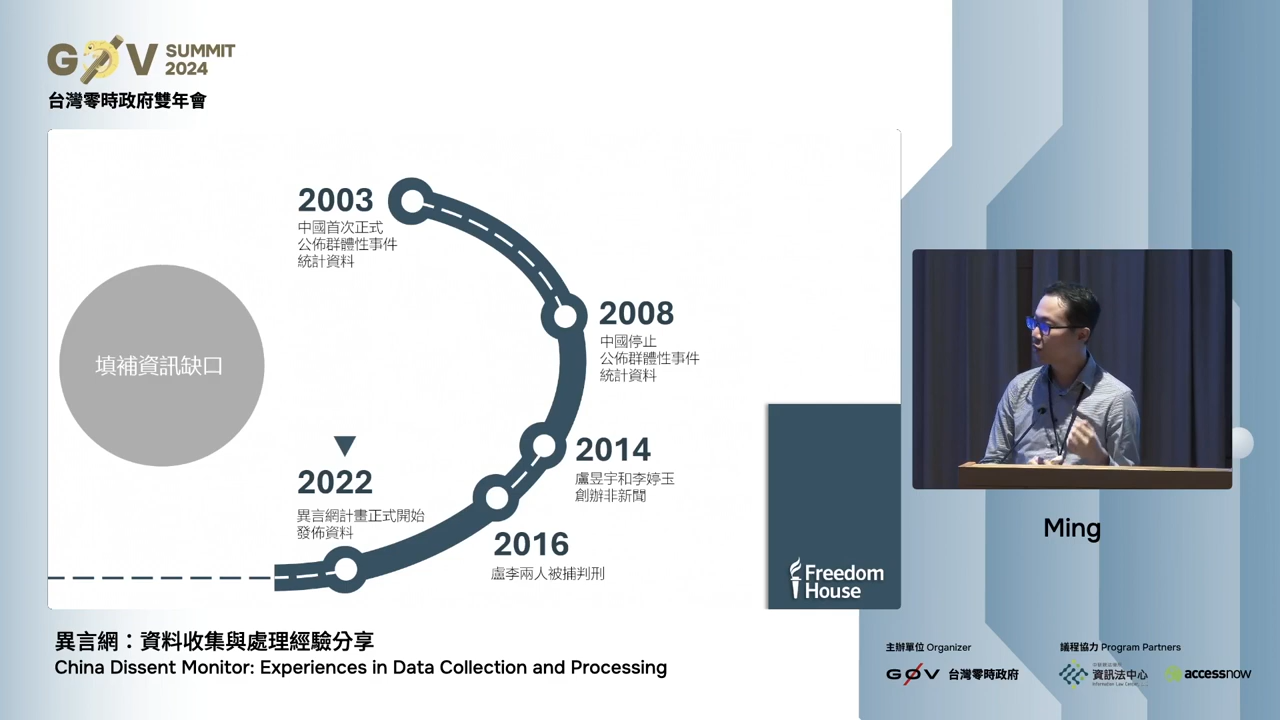 G0V SUMMIT 2024
台灣零時政府雙年會
填補資訊缺口
2003
中國首次正式
公佈群體性事件
統計資料
2008
中國停止
公佈群體性事件
統計資料
2014
盧昱宇和李婷玉
創辦非新聞
2016
盧李兩人被捕判刑
2022
異言網計畫正式開始
發佈資料
Freedom
House
Ming
異言網：資料收集與處理經驗分享
China Dissent Monitor: Experiences in Data Collection and Processing
主辦單位 Organizer
G0V 台灣零時政府
議程協力 Program Partners
資訊法中心
accessnow